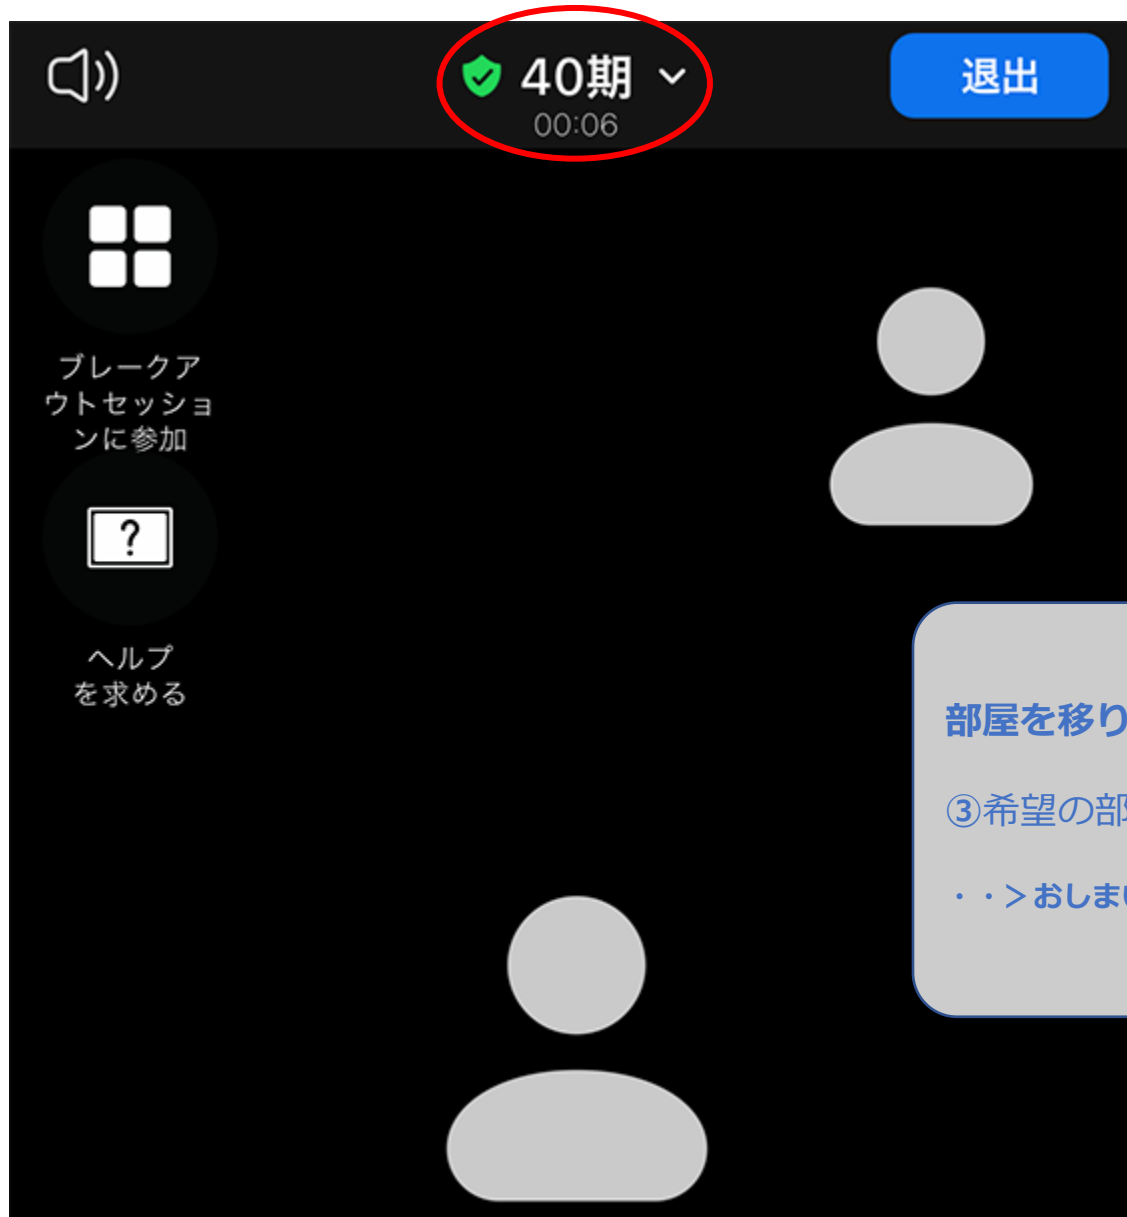 40期
00:06
退出
ブレークア
ウトセッショ
ンに参加
?
ヘルプ
を求める
部屋を移り
③希望の部
・・＞おしま